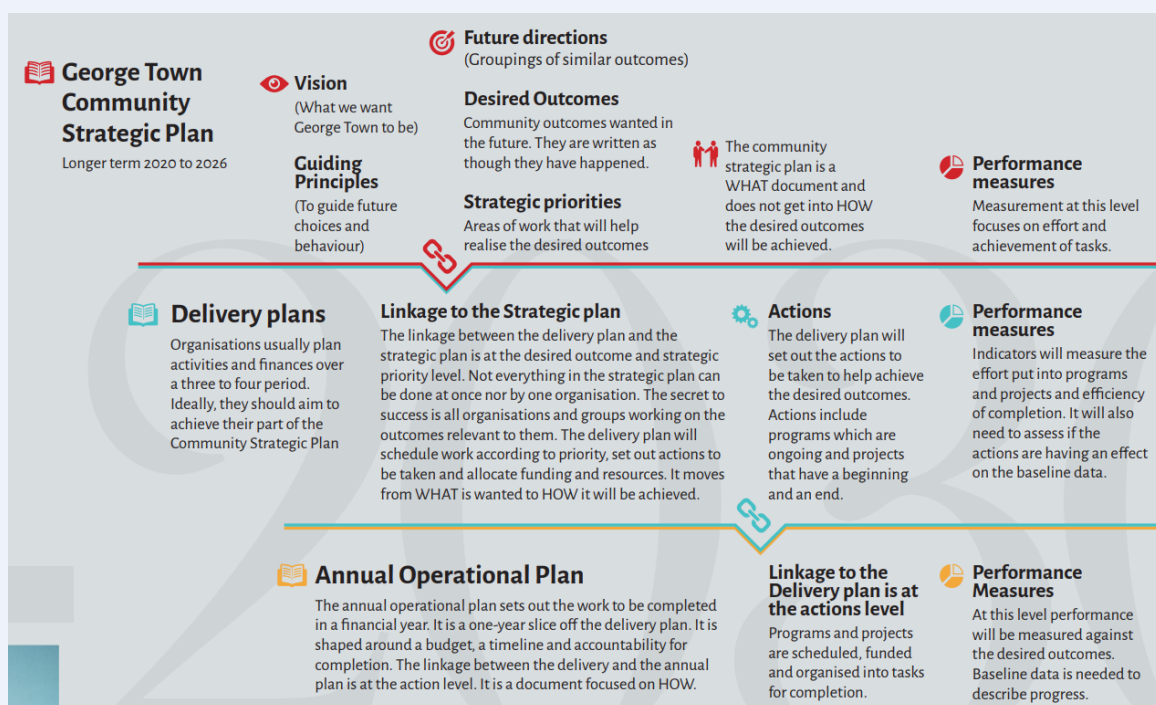 George Town
Community
Strategic Plan
Longer term 2020 to 2026
Vision
(What we want
George Town to be)
Guiding
Principles
(To guide future
choices and
behaviour)
Future directions
(Groupings of similar outcomes)
Desired Outcomes
Community outcomes wanted in
the future. They are written as
though they have happened.
Strategic priorities
Areas of work that will help
realise the desired outcomes
The community
strategic plan is a
WHAT document and
does not get into HOW
the desired outcomes
will be achieved.
Performance
measures
Measurement at this level
focuses on effort and
achievement of tasks.
Delivery plans
Organisations usually plan
activities and finances over
a three to four period.
Ideally, they should aim to
achieve their part of the
Community Strategic Plan
Linkage to the Strategic plan
The linkage between the delivery plan and the
strategic plan is at the desired outcome and strategic
priority level. Not everything in the strategic plan can
be done at once nor by one organisation. The secret to
success is all organisations and groups working on the
outcomes relevant to them. The delivery plan will
schedule work according to priority, set out actions to
be taken and allocate funding and resources. It moves
from WHAT is wanted to HOW it will be achieved.
Actions
The delivery plan will
set out the actions to
be taken to help achieve
the desired outcomes.
Actions include
programs which are
ongoing and projects
that have a beginning
and an end.
Performance
measures
Indicators will measure the
effort put into programs
and projects and efficiency
of completion. It will also
need to assess if the
actions are having an effect
on the baseline data.
Annual Operational Plan
The annual operational plan sets out the work to be completed
in a financial year. It is a one-year slice off the delivery plan. It is
shaped around a budget, a timeline and accountability for
completion. The linkage between the delivery and the annual
plan is at the action level. It is a document focused on HOW.
Linkage to the
Delivery plan is at
the actions level
Programs and projects
are scheduled, funded
and organised into tasks
for completion.
Performance
Measures
At this level performance
will be measured against
the desired outcomes.
Baseline data is needed to
describe progress.